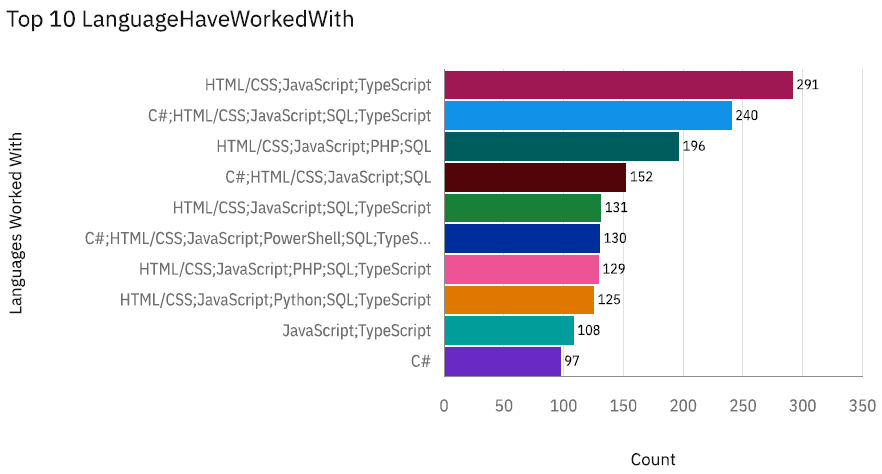 Top 10 LanguageHaveWorkedWith
Languages Worked With
HTML/CSS;JavaScript;TypeScript 291
C#;HTML/CSS;JavaScript;SQL;TypeScript 240
HTML/CSS;JavaScript;PHP;SQL 196
C#;HTML/CSS;JavaScript;SQL 152
HTML/CSS;JavaScript;SQL;TypeScript 131
C#;HTML/CSS;JavaScript;PowerShell;SQL;TypeS... 130
HTML/CSS;JavaScript;PHP;SQL;TypeScript 129
HTML/CSS;JavaScript;Python;SQL;TypeScript 125
JavaScript;TypeScript 108
C# 97
0 50 100 150 200 250 300 350
Count